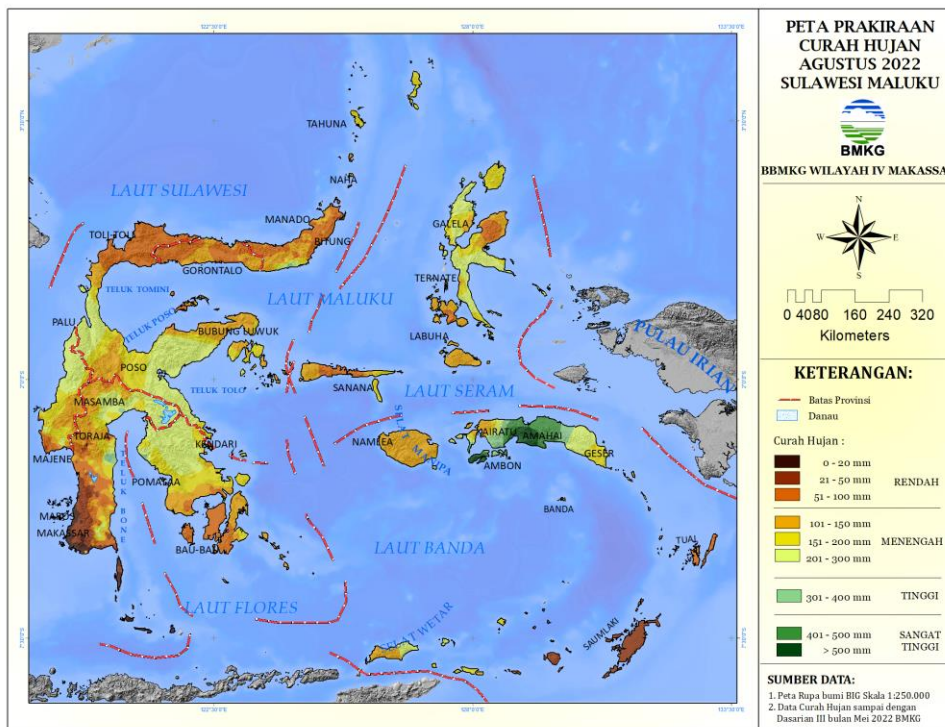 PETA PRAKIRAAN
CURAH HUJAN
AGUSTUS 2022
SULAWESI MALUKU
BMKG
BBMKG WILAYAH IV MAKASSA
N
W
E
S
0 40 80 160 240 320
Kilometers
KETERANGAN:
Batas Provinsi
Danau
Curah Hujan :
0 - 20 mm
21 - 50 mm
RENDAH
51 - 100 mm
101 - 150 mm
151 - 200 mm
MENENGAH
201 - 300 mm
301 - 400 mm
TINGGI
401 - 500 mm
SANGAT
TINGGI
> 500 mm
SUMBER DATA:
1. Peta Rupa bumi BIG Skala 1:250.000
2. Data Curah Hujan sampai dengan
Dasarian III bulan Mei 2022 BMKG
TAHUNA
NAHA
LAUT SULAWESI
MANADO
GALELA
TOLI-TOLI
BITUNG
GORONTALO
TERNATE
TELUK TOMINI
LAUT MALUKU
TELUK POSO
PALU
BUBUNG LUWUK
LABUHA
PULAU IRIAN
POSO
TELUK TOLO
SANANA
LAUT SERAM
MASAMBA
TORAJA
KENDARI
NAMLEA
KAIRATU
AMAHAI
MAJENE
GESER
AMBON
POMALAA
TELUK BONE
BANDA
MAROS
MAKASSAR
BAU-BAU
LAUT BANDA
TUAL
LAUT FLORES
SELAT WETAR
SAUMLAKI